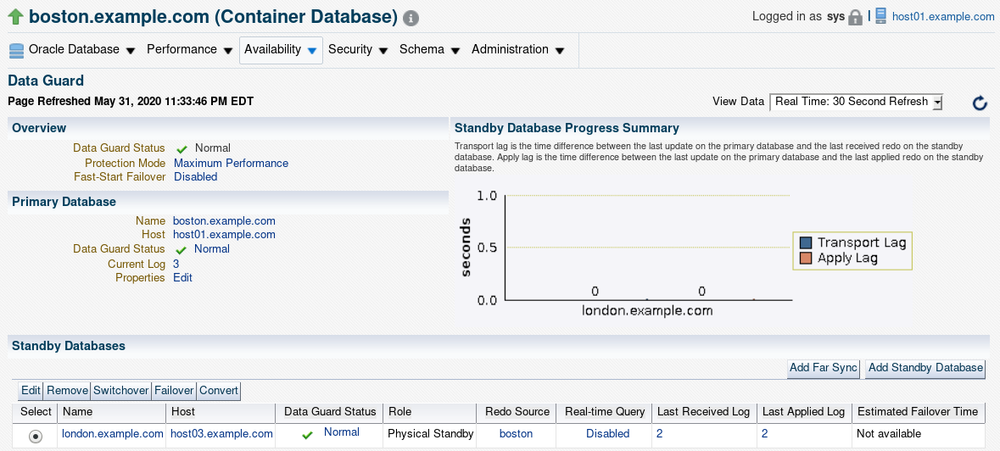 boston.example.com (Container Database)
Logged in as sys
host01.example.com
Oracle Database Performance Availability Security Schema Administration
Data Guard
Page Refreshed May 31, 2020 11:33:46 PM EDT
View Data Real Time: 30 Second Refresh
Overview
Data Guard Status Normal
Protection Mode Maximum Performance
Fast-Start Failover Disabled
Primary Database
Name boston.example.com
Host host01.example.com
Data Guard Status Normal
Current Log 3
Properties Edit
Standby Database Progress Summary
Transport lag is the time difference between the last update on the primary database and the last received redo on the standby
database. Apply lag is the time difference between the last update on the primary database and the last applied redo on the standby
database.
1.0
0.5
0.0
seconds
0 0
london.example.com
Transport Lag
Apply Lag
Standby Databases
Add Far Sync Add Standby Database
Edit Remove Switchover Failover Convert
Select Name Host Data Guard Status Role Redo Source Real-time Query Last Received Log Last Applied Log Estimated Failover Time
london.example.com host03.example.com Normal Physical Standby boston Disabled 2 2 Not available